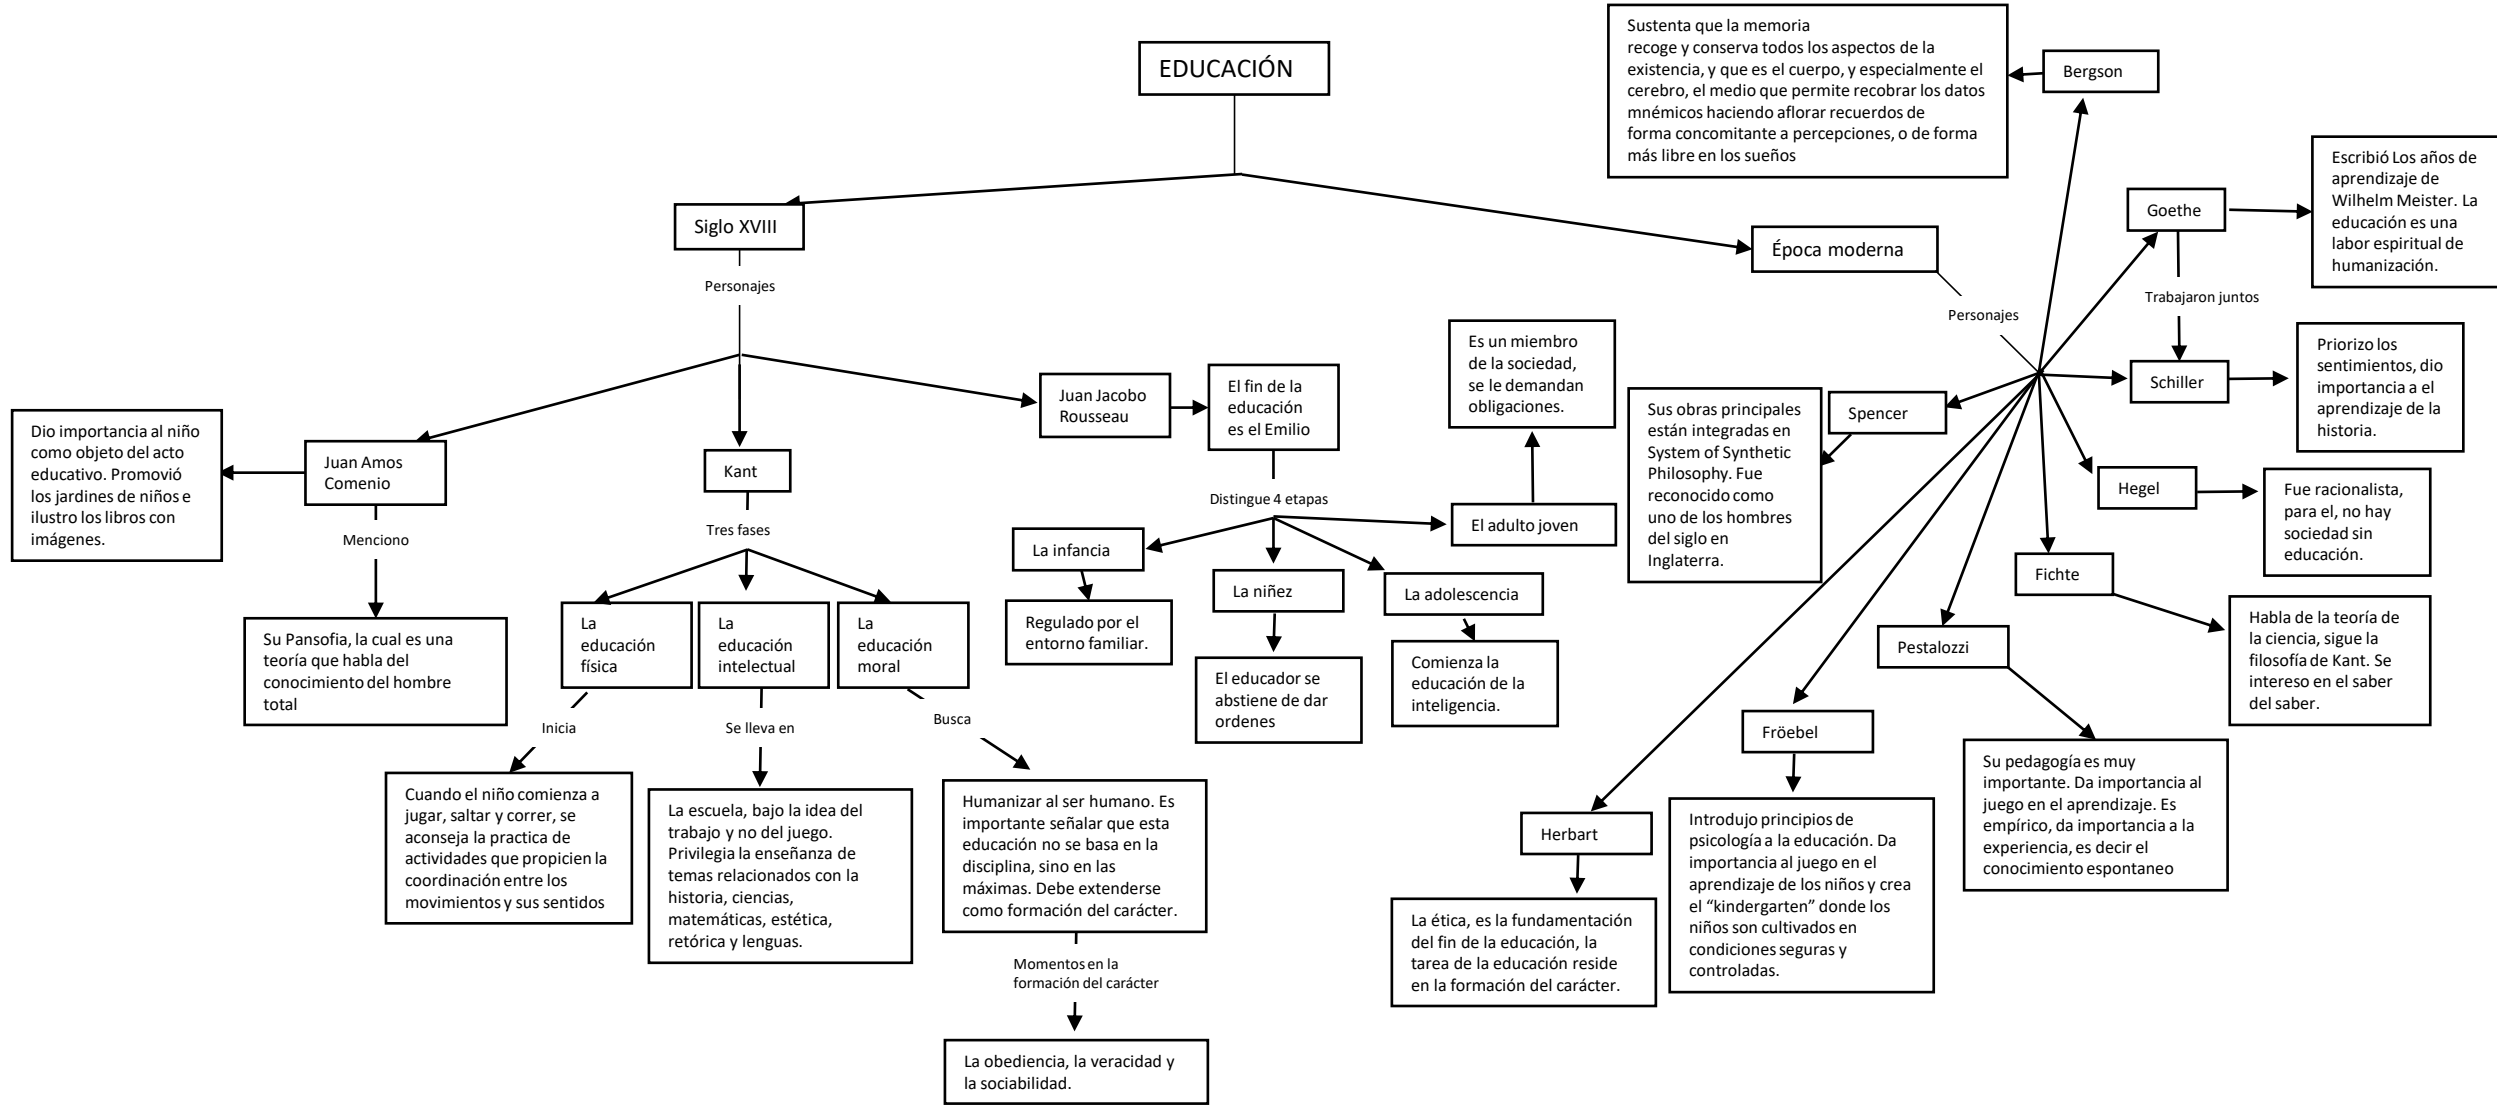 EDUCACIÓN
Siglo XVIII
Personajes
Juan Amos
Comenio
Dio importancia al niño
como objeto del acto
educativo. Promovió
los jardines de niños e
ilustro los libros con
imágenes.
Menciono
Su Pansofia, la cual es una
teoría que habla del
conocimiento del hombre
total
Kant
Tres fases
La
educación
física
Inicia
Cuando el niño comienza a
jugar, saltar y correr, se
aconseja la practica de
actividades que propicien la
coordinación entre los
movimientos y sus sentidos
La
educación
intelectual
Se lleva en
La escuela, bajo la idea del
trabajo y no del juego.
Privilegia la enseñanza de
temas relacionados con la
historia, ciencias,
matemáticas, estética,
retórica y lenguas.
La
educación
moral
Busca
Humanizar al ser humano. Es
importante señalar que esta
educación no se basa en la
disciplina, sino en las
máximas. Debe extenderse
como formación del carácter.
Momentos en la
formación del carácter
La obediencia, la veracidad y
la sociabilidad.
Juan Jacobo
Rousseau
El fin de la
educación
es el Emilio
Distingue 4 etapas
La infancia
Regulado por el
entorno familiar.
La niñez
El educador se
abstiene de dar
ordenes
La adolescencia
Comienza la
educación de la
inteligencia.
El adulto joven
Es un miembro
de la sociedad,
se le demandan
obligaciones.
Época moderna
Personajes
Bergson
Sustenta que la memoria
recoge y conserva todos los aspectos de la
existencia, y que es el cuerpo, y especialmente el
cerebro, el medio que permite recobrar los datos
mnémicos haciendo aflorar recuerdos de
forma concomitante a percepciones, o de forma
más libre en los sueños
Goethe
Escribió Los años de
aprendizaje de
Wilhelm Meister. La
educación es una
labor espiritual de
humanización.
Trabajaron juntos
Schiller
Priorizo los
sentimientos, dio
importancia a el
aprendizaje de la
historia.
Spencer
Sus obras principales
están integradas en
System of Synthetic
Philosophy. Fue
reconocido como
uno de los hombres
del siglo en
Inglaterra.
Hegel
Fue racionalista,
para el, no hay
sociedad sin
educación.
Fichte
Habla de la teoría de
la ciencia, sigue la
filosofía de Kant. Se
intereso en el saber
del saber.
Pestalozzi
Su pedagogía es muy
importante. Da importancia al
juego en el aprendizaje. Es
empírico, da importancia a la
experiencia, es decir el
conocimiento espontaneo
Fröebel
Introdujo principios de
psicología a la educación. Da
importancia al juego en el
aprendizaje de los niños y crea
el “kindergarten” donde los
niños son cultivados en
condiciones seguras y
controladas.
Herbart
La ética, es la fundamentación
del fin de la educación, la
tarea de la educación reside
en la formación del carácter.